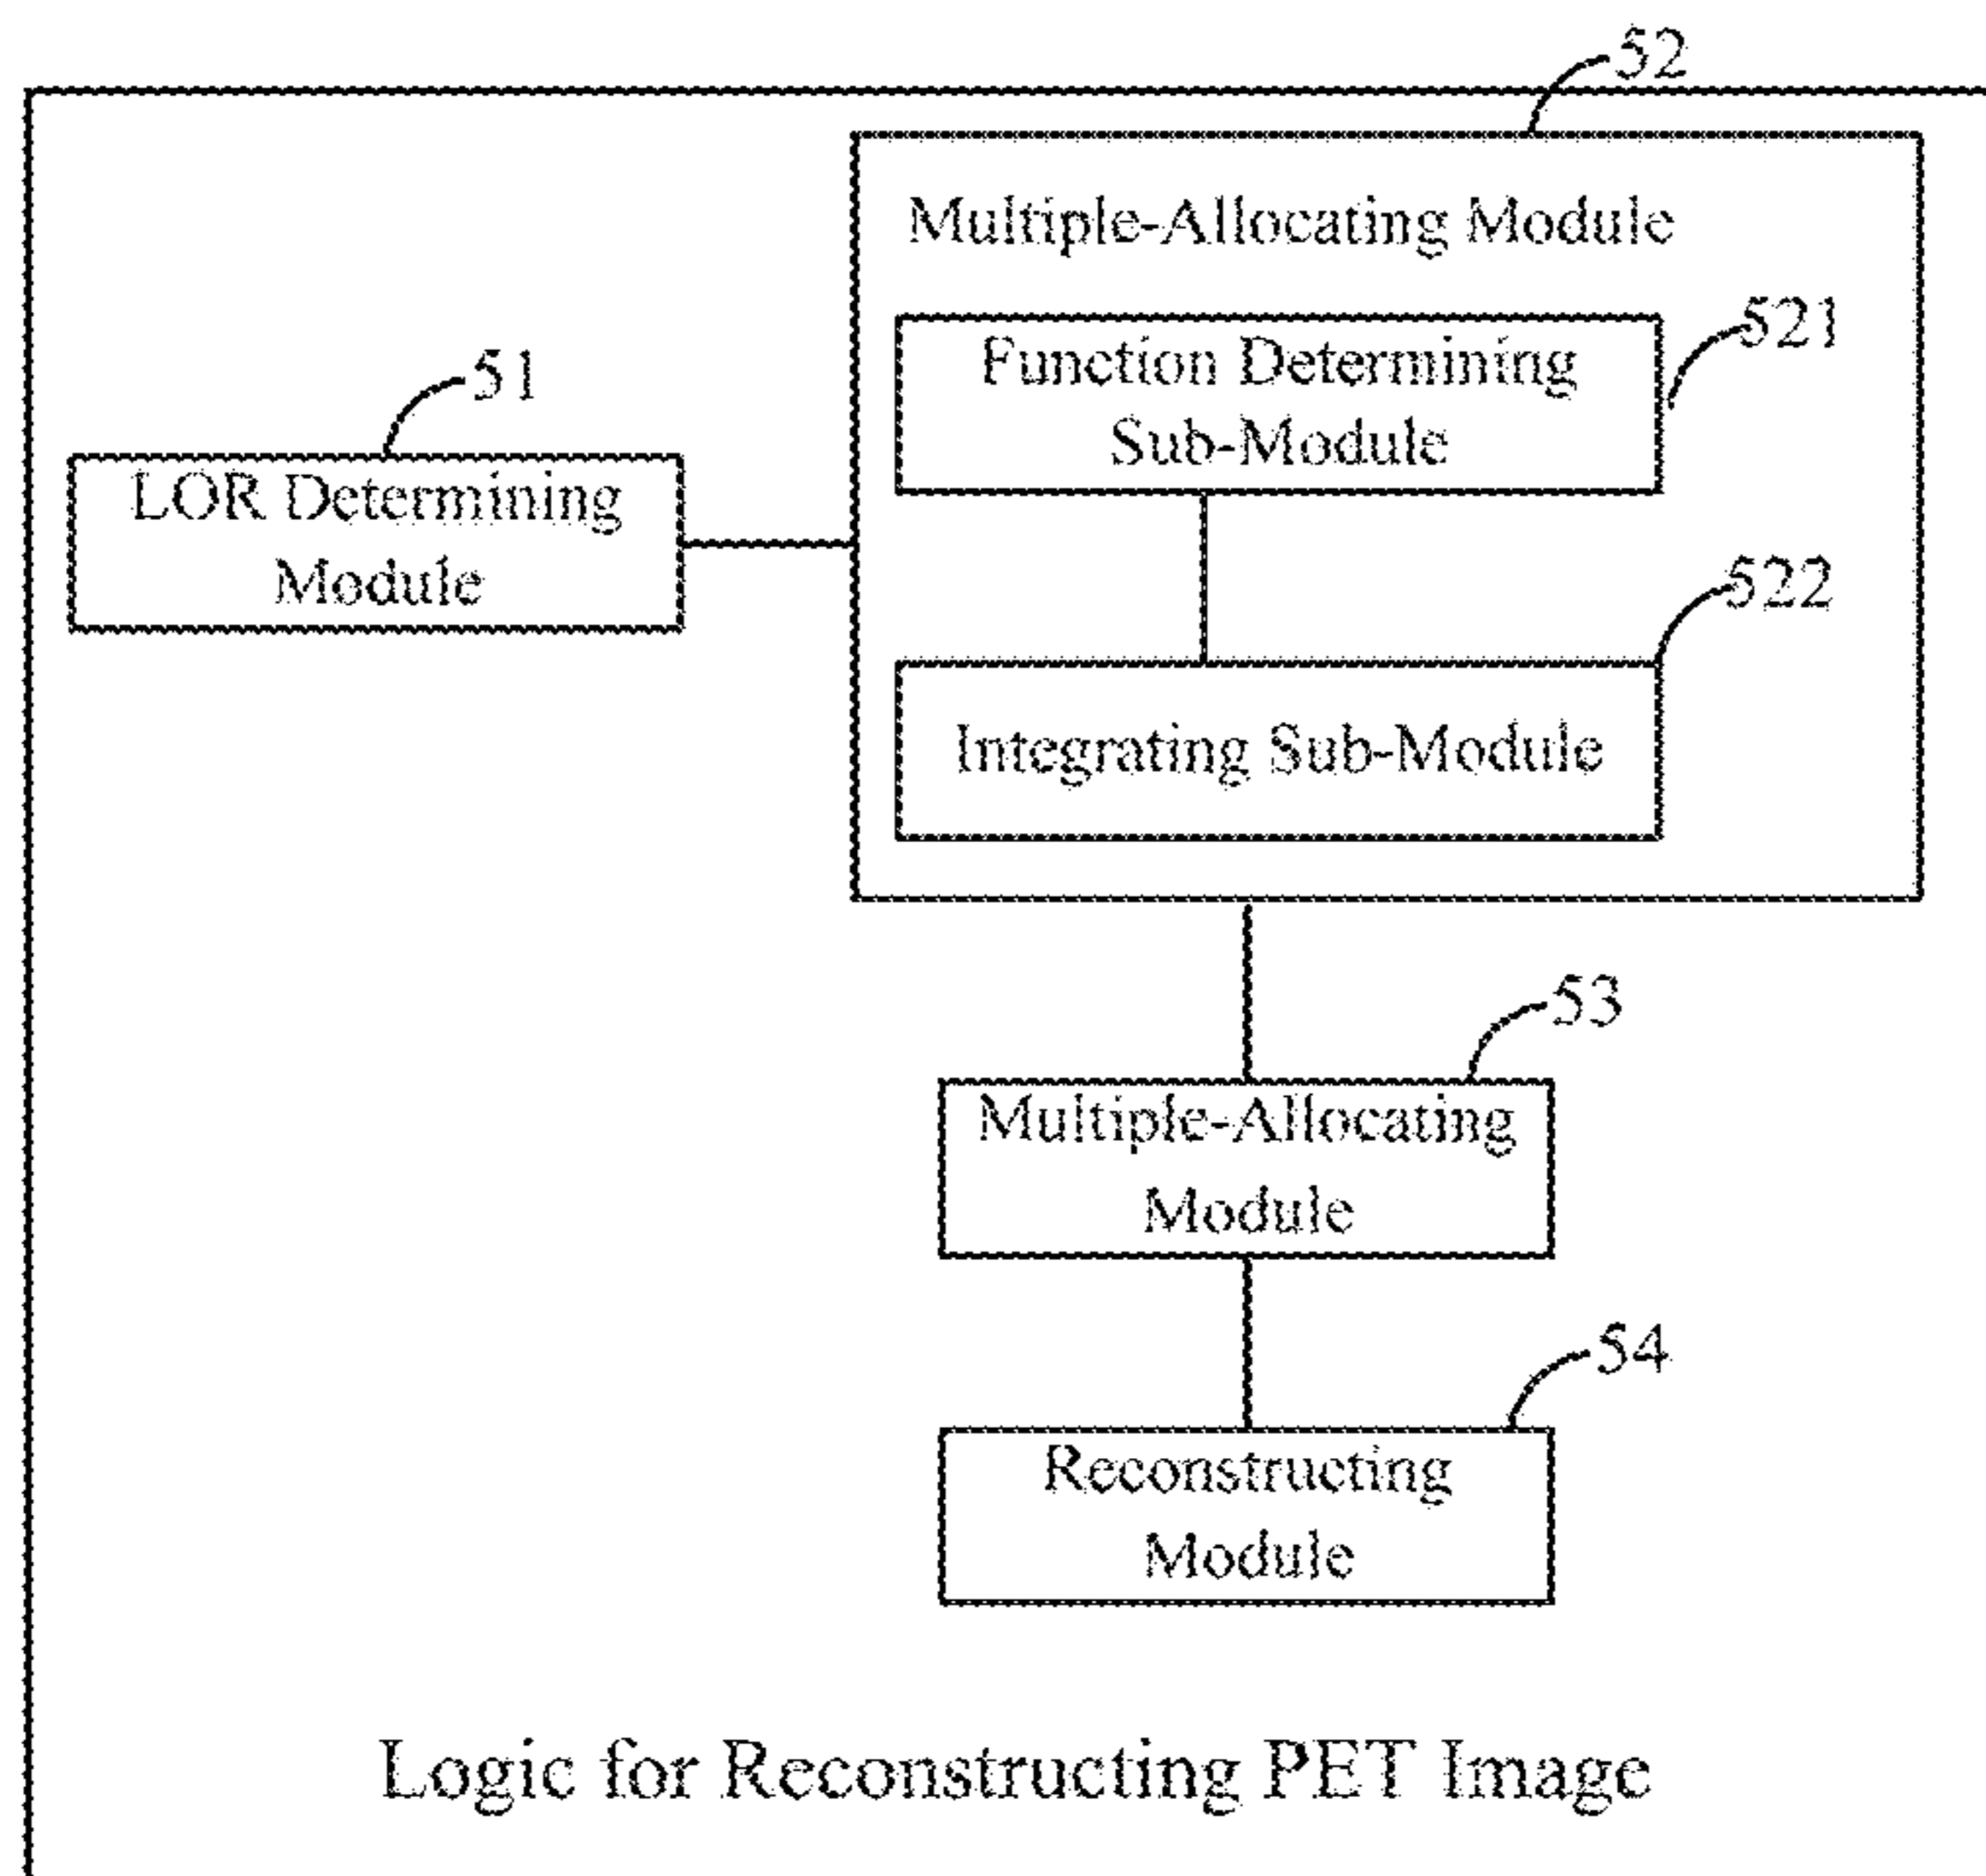 52
Multiple-Allocating Module
521
Function Determining
Sub-Module
51
LOR Determining
Module
522
Integrating Sub-Module
53
Multiple-Allocating
Module
54
Reconstructing
Module
Logic for Reconstructing PET Image